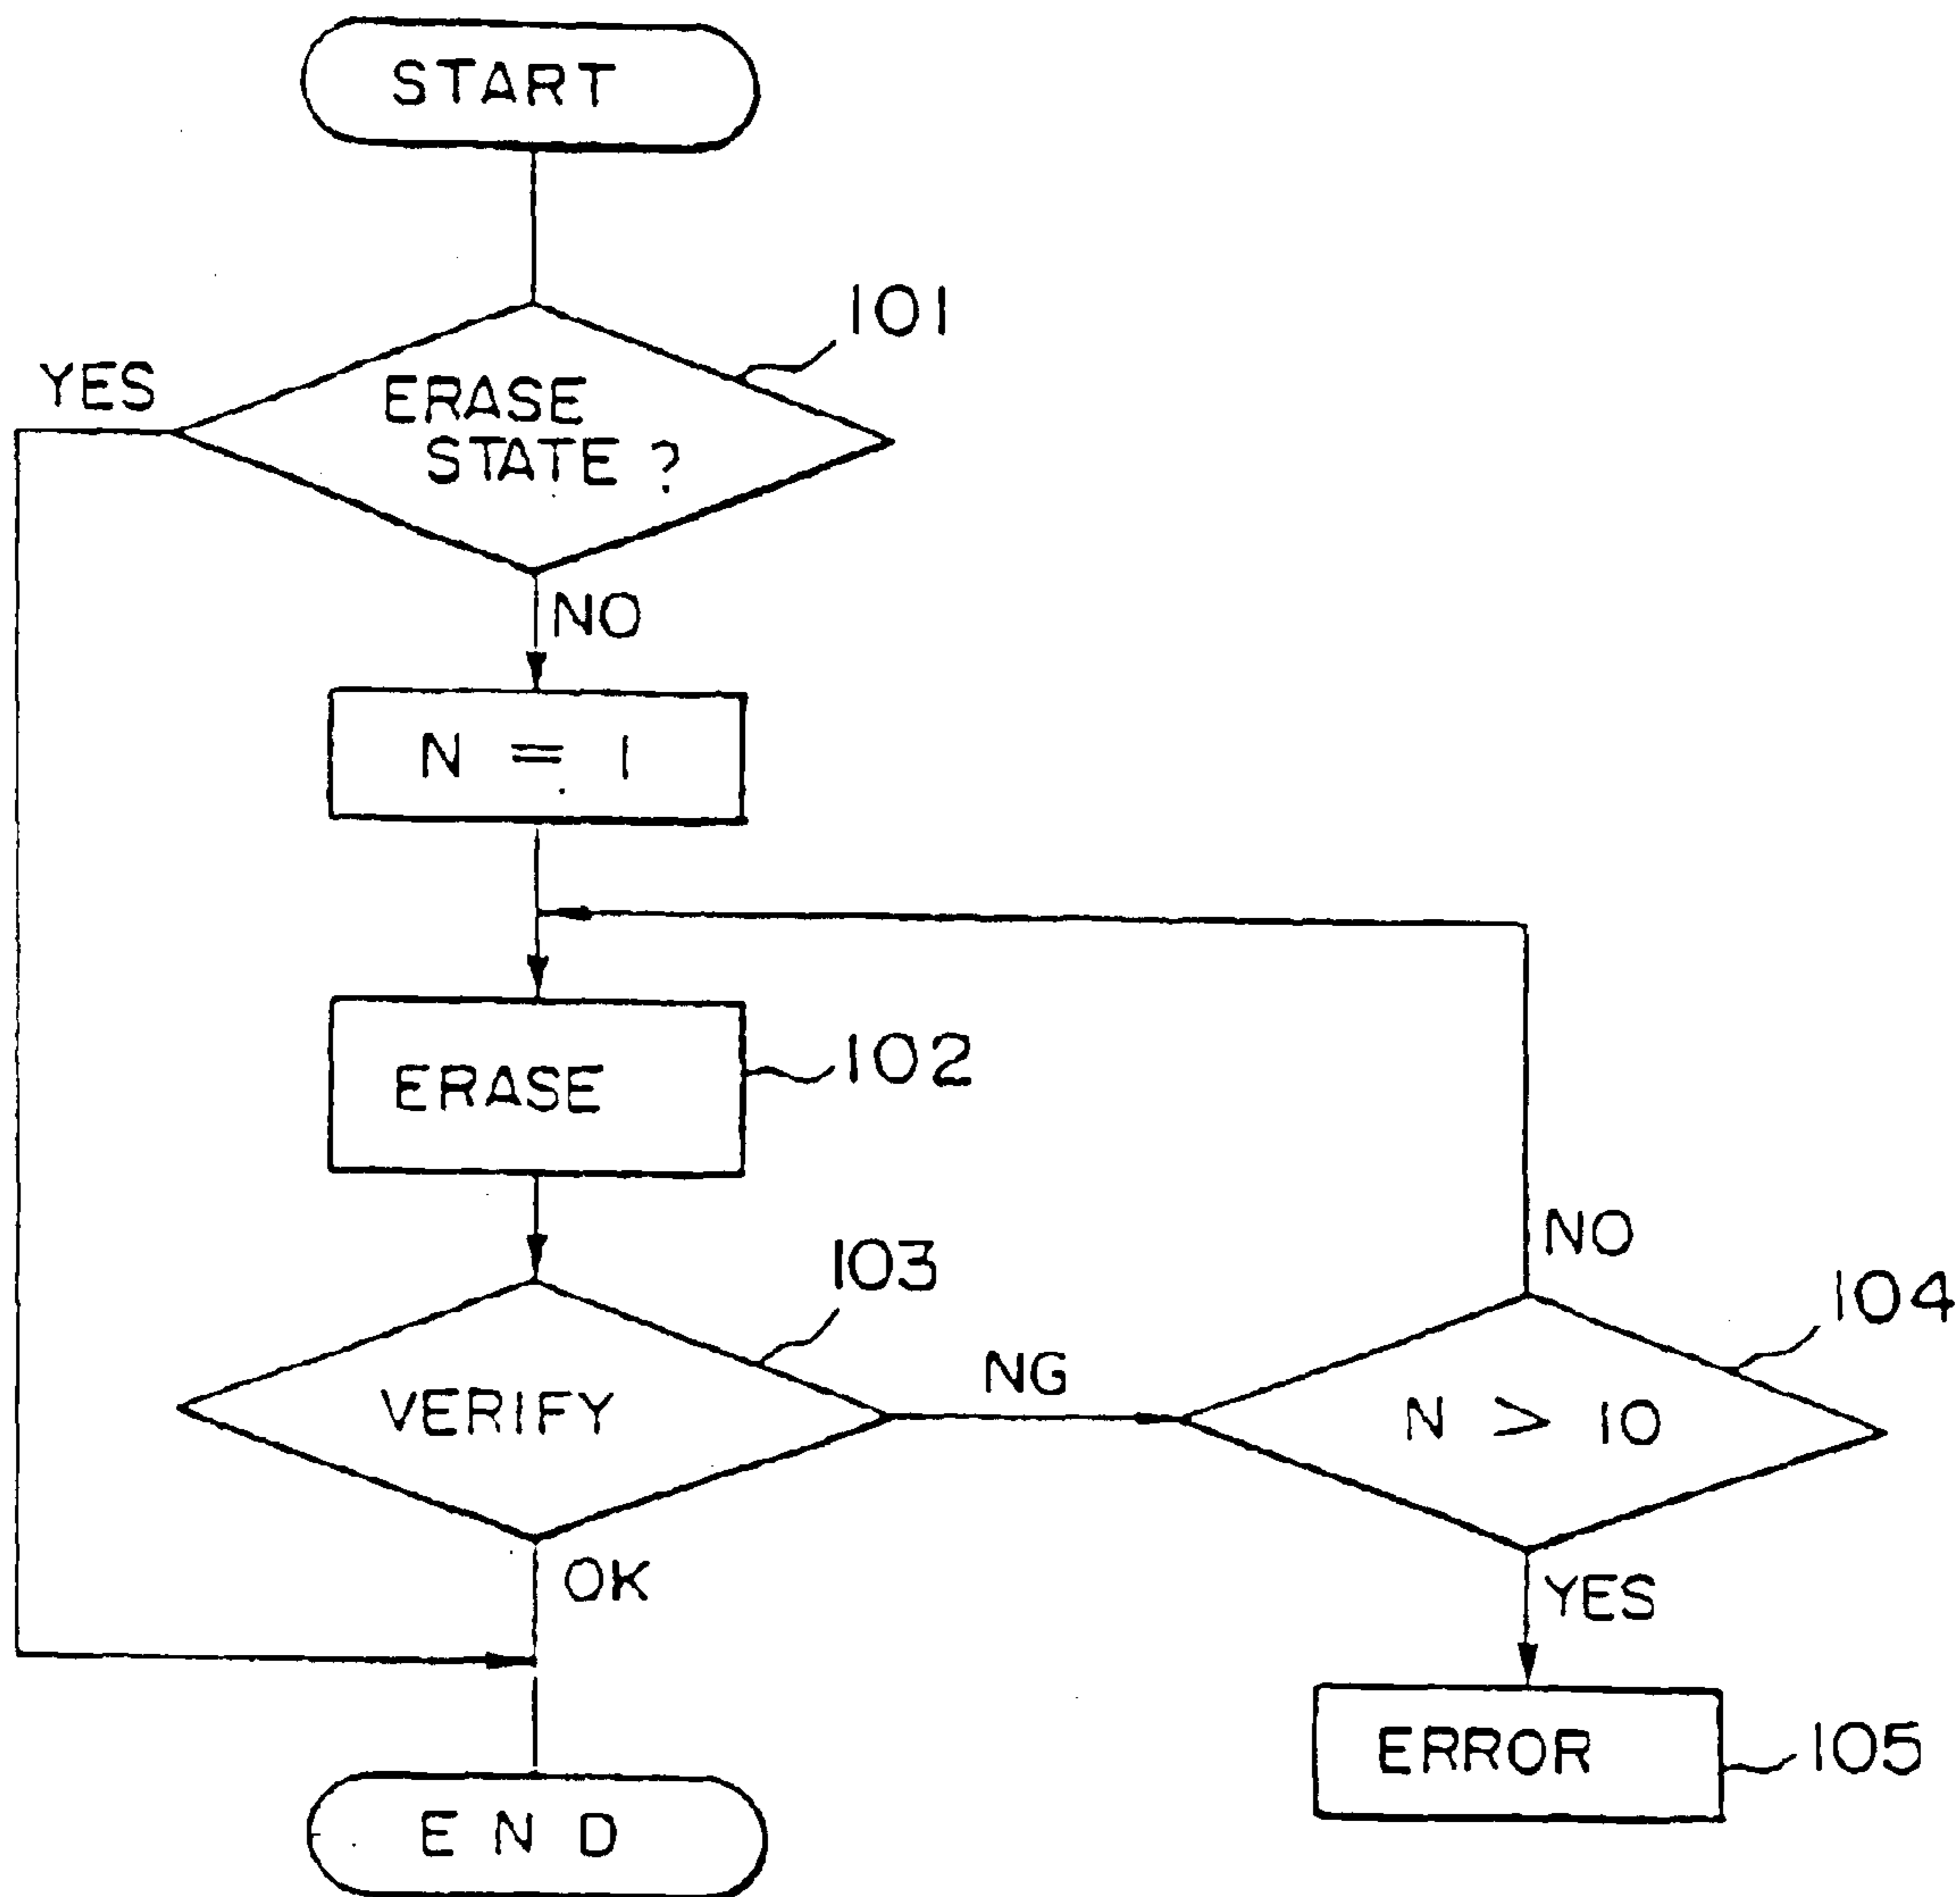 START
101
YES
ERASE
STATE ?
NO
N = 1
ERASE
102
NO
103
104
NG
VERIFY
N > 10
OK
YES
ERROR
105
END